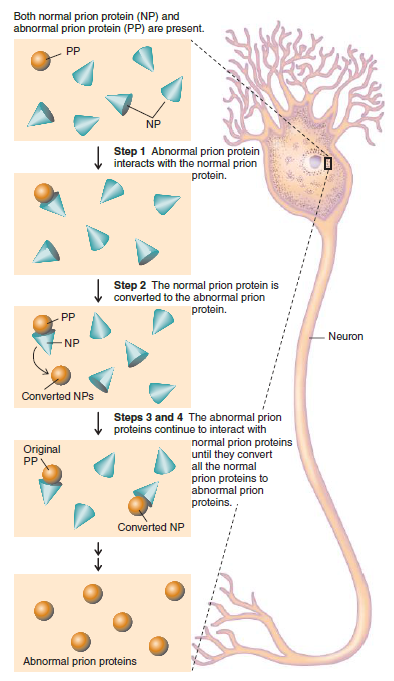 Both normal prion protein (NP) and
abnormal prion protein (PP) are present.
PP
NP
Step 1 Abnormal prion protein
interacts with the normal prion
protein.
Step 2 The normal prion protein is
converted to the abnormal prion
protein.
PP
NP
Converted NPs
Neuron
Steps 3 and 4 The abnormal prion
proteins continue to interact with
normal prion proteins
until they convert
all the normal
prion proteins to
abnormal prion
proteins.
Original
PP
Converted NP
Abnormal prion proteins